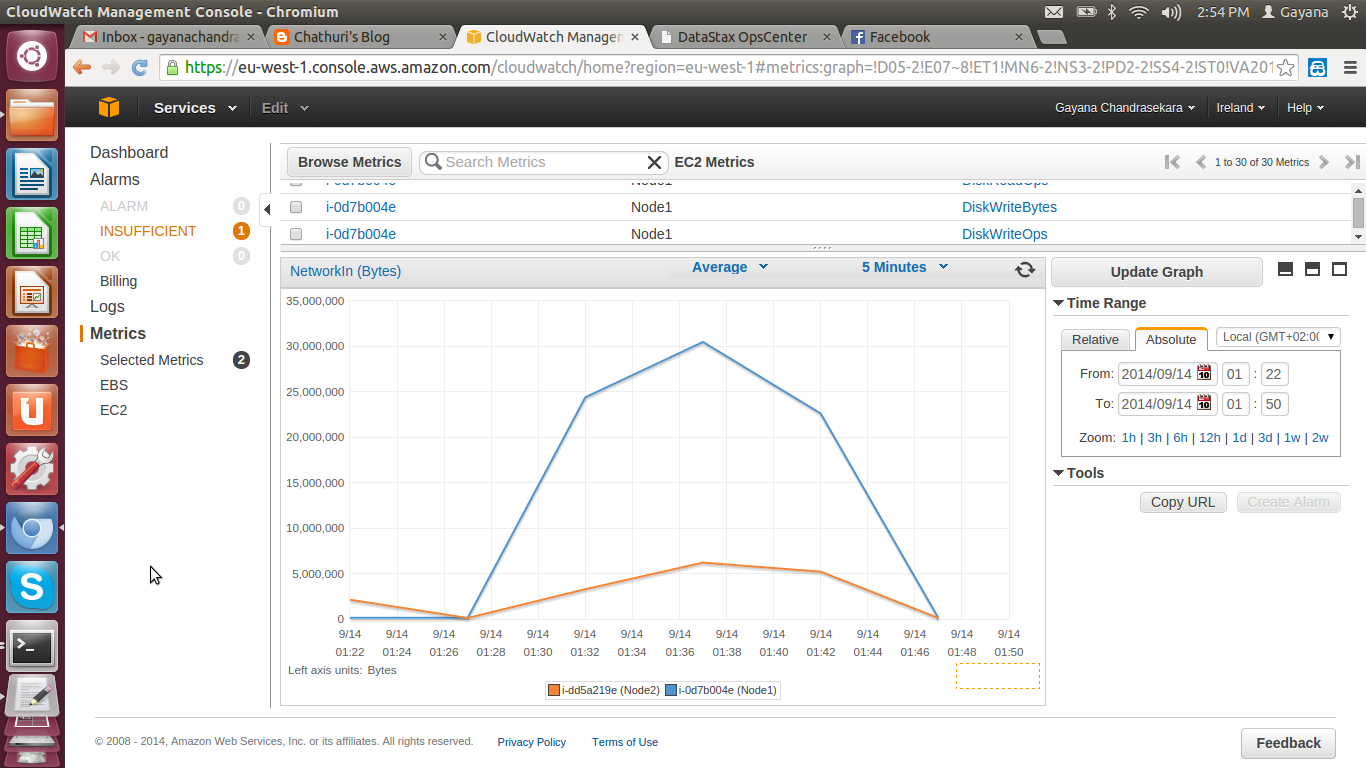 CloudWatch Management Console - Chromium
2:54 PM Gayana
Inbox - gayanachandra
Chathuri's Blog
CloudWatch Managemen
DataStax OpsCenter
Facebook
https://eu-west-1.console.aws.amazon.com/cloudwatch/home?region=eu-west-1#metrics:graph=!D05-2!E07~8!ET1!MN6-2!NS3-2!PD2-2!SS4-2!ST0!VA201
Services Edit
Gayana Chandrasekara Ireland Help
Dashboard
Alarms
ALARM 0
INSUFFICIENT 1
OK 0
Billing
Logs
Metrics
Selected Metrics 2
EBS
EC2
Browse Metrics Search Metrics EC2 Metrics
1 to 30 of 30 Metrics
i-0d7b004e Node1 DiskReadOps
i-0d7b004e Node1 DiskWriteBytes
i-0d7b004e Node1 DiskWriteOps
NetworkIn (Bytes) Average 5 Minutes
35,000,000
30,000,000
25,000,000
20,000,000
15,000,000
10,000,000
5,000,000
0
9/14 9/14 9/14 9/14 9/14 9/14 9/14 9/14 9/14 9/14 9/14 9/14 9/14 9/14 9/14
01:22 01:24 01:26 01:28 01:30 01:32 01:34 01:36 01:38 01:40 01:42 01:44 01:46 01:48 01:50
Left axis units: Bytes
i-dd5a219e (Node2) i-0d7b004e (Node1)
Update Graph
Time Range
Relative Absolute Local (GMT+02:00
From: 2014/09/14 10 01 : 22
To: 2014/09/14 10 01 : 50
Zoom: 1h | 3h | 6h | 12h | 1d | 3d | 1w | 2w
Tools
Copy URL Create Alarm
© 2008 - 2014, Amazon Web Services, Inc. or its affiliates. All rights reserved. Privacy Policy Terms of Use
Feedback